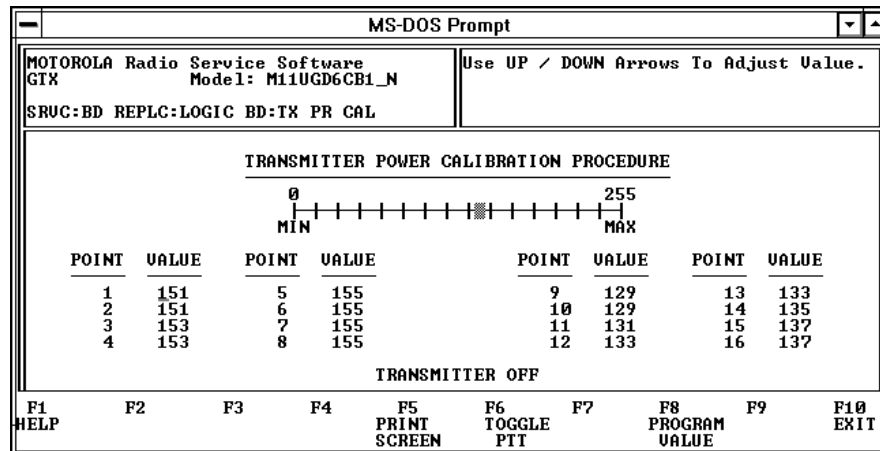 MS-DOS Prompt
MOTOROLA Radio Service Software
GTX Model: M11UGD6CB1_N
SRVC:BD REPLC:LOGIC BD:TX PR CAL
Use UP / DOWN Arrows To Adjust Value.
TRANSMITTER POWER CALIBRATION PROCEDURE
0 255
MIN MAX
POINT VALUE POINT VALUE POINT VALUE POINT VALUE
1 151 5 155 9 129 13 133
2 151 6 155 10 129 14 135
3 153 7 155 11 131 15 137
4 153 8 155 12 133 16 137
TRANSMITTER OFF
F1 F2 F3 F4 F5 F6 F7 F8 F9 F10
HELP PRINT TOGGLE PROGRAM EXIT
SCREEN PTT VALUE